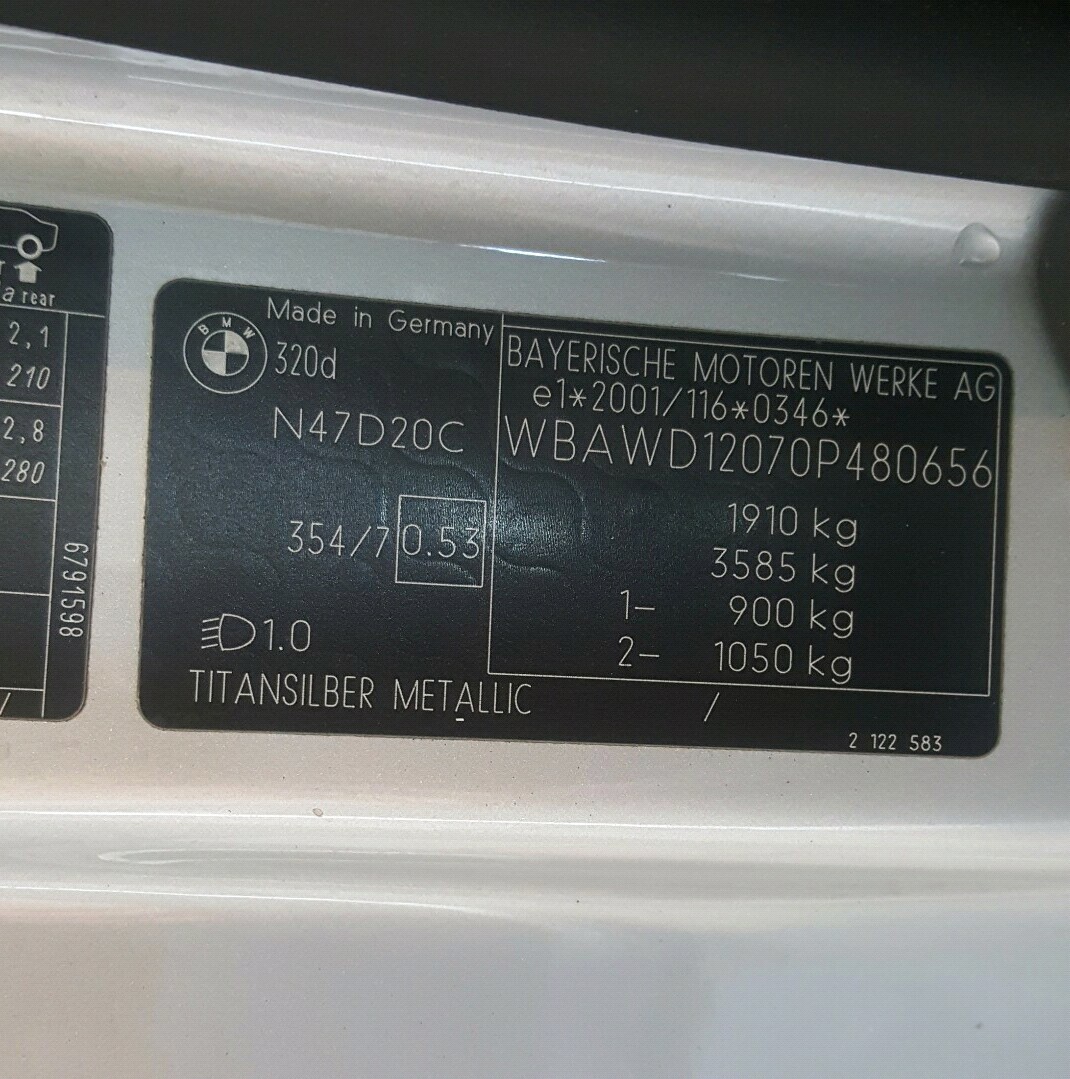 a rear
2,1
210
2,8
280
6791598
BMW
Made in Germany
320d
N47D20C
354/7 0.53
1.0
TITANSILBER METALLIC
BAYERISCHE MOTOREN WERKE AG
e1*2001/116*0346*
WBAWD12070P480656
1910 kg
3585 kg
1- 900 kg
2- 1050 kg
/
2 122 583